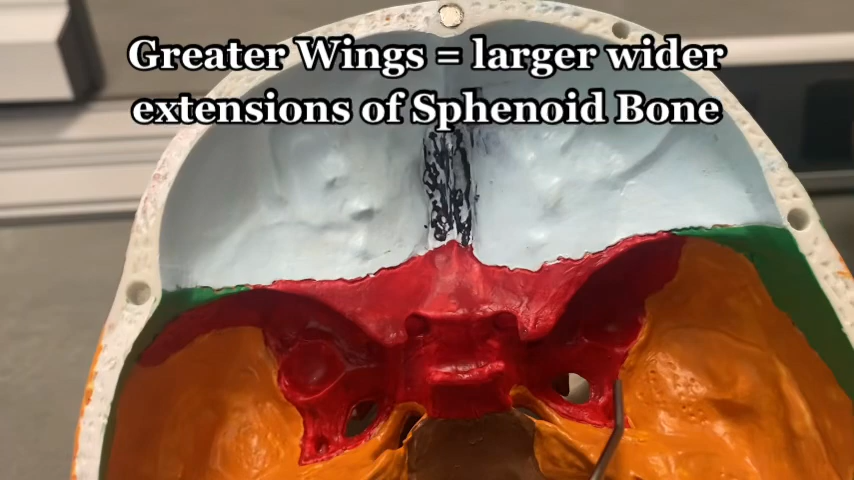 Greater Wings = larger wider
extensions of Sphenoid Bone